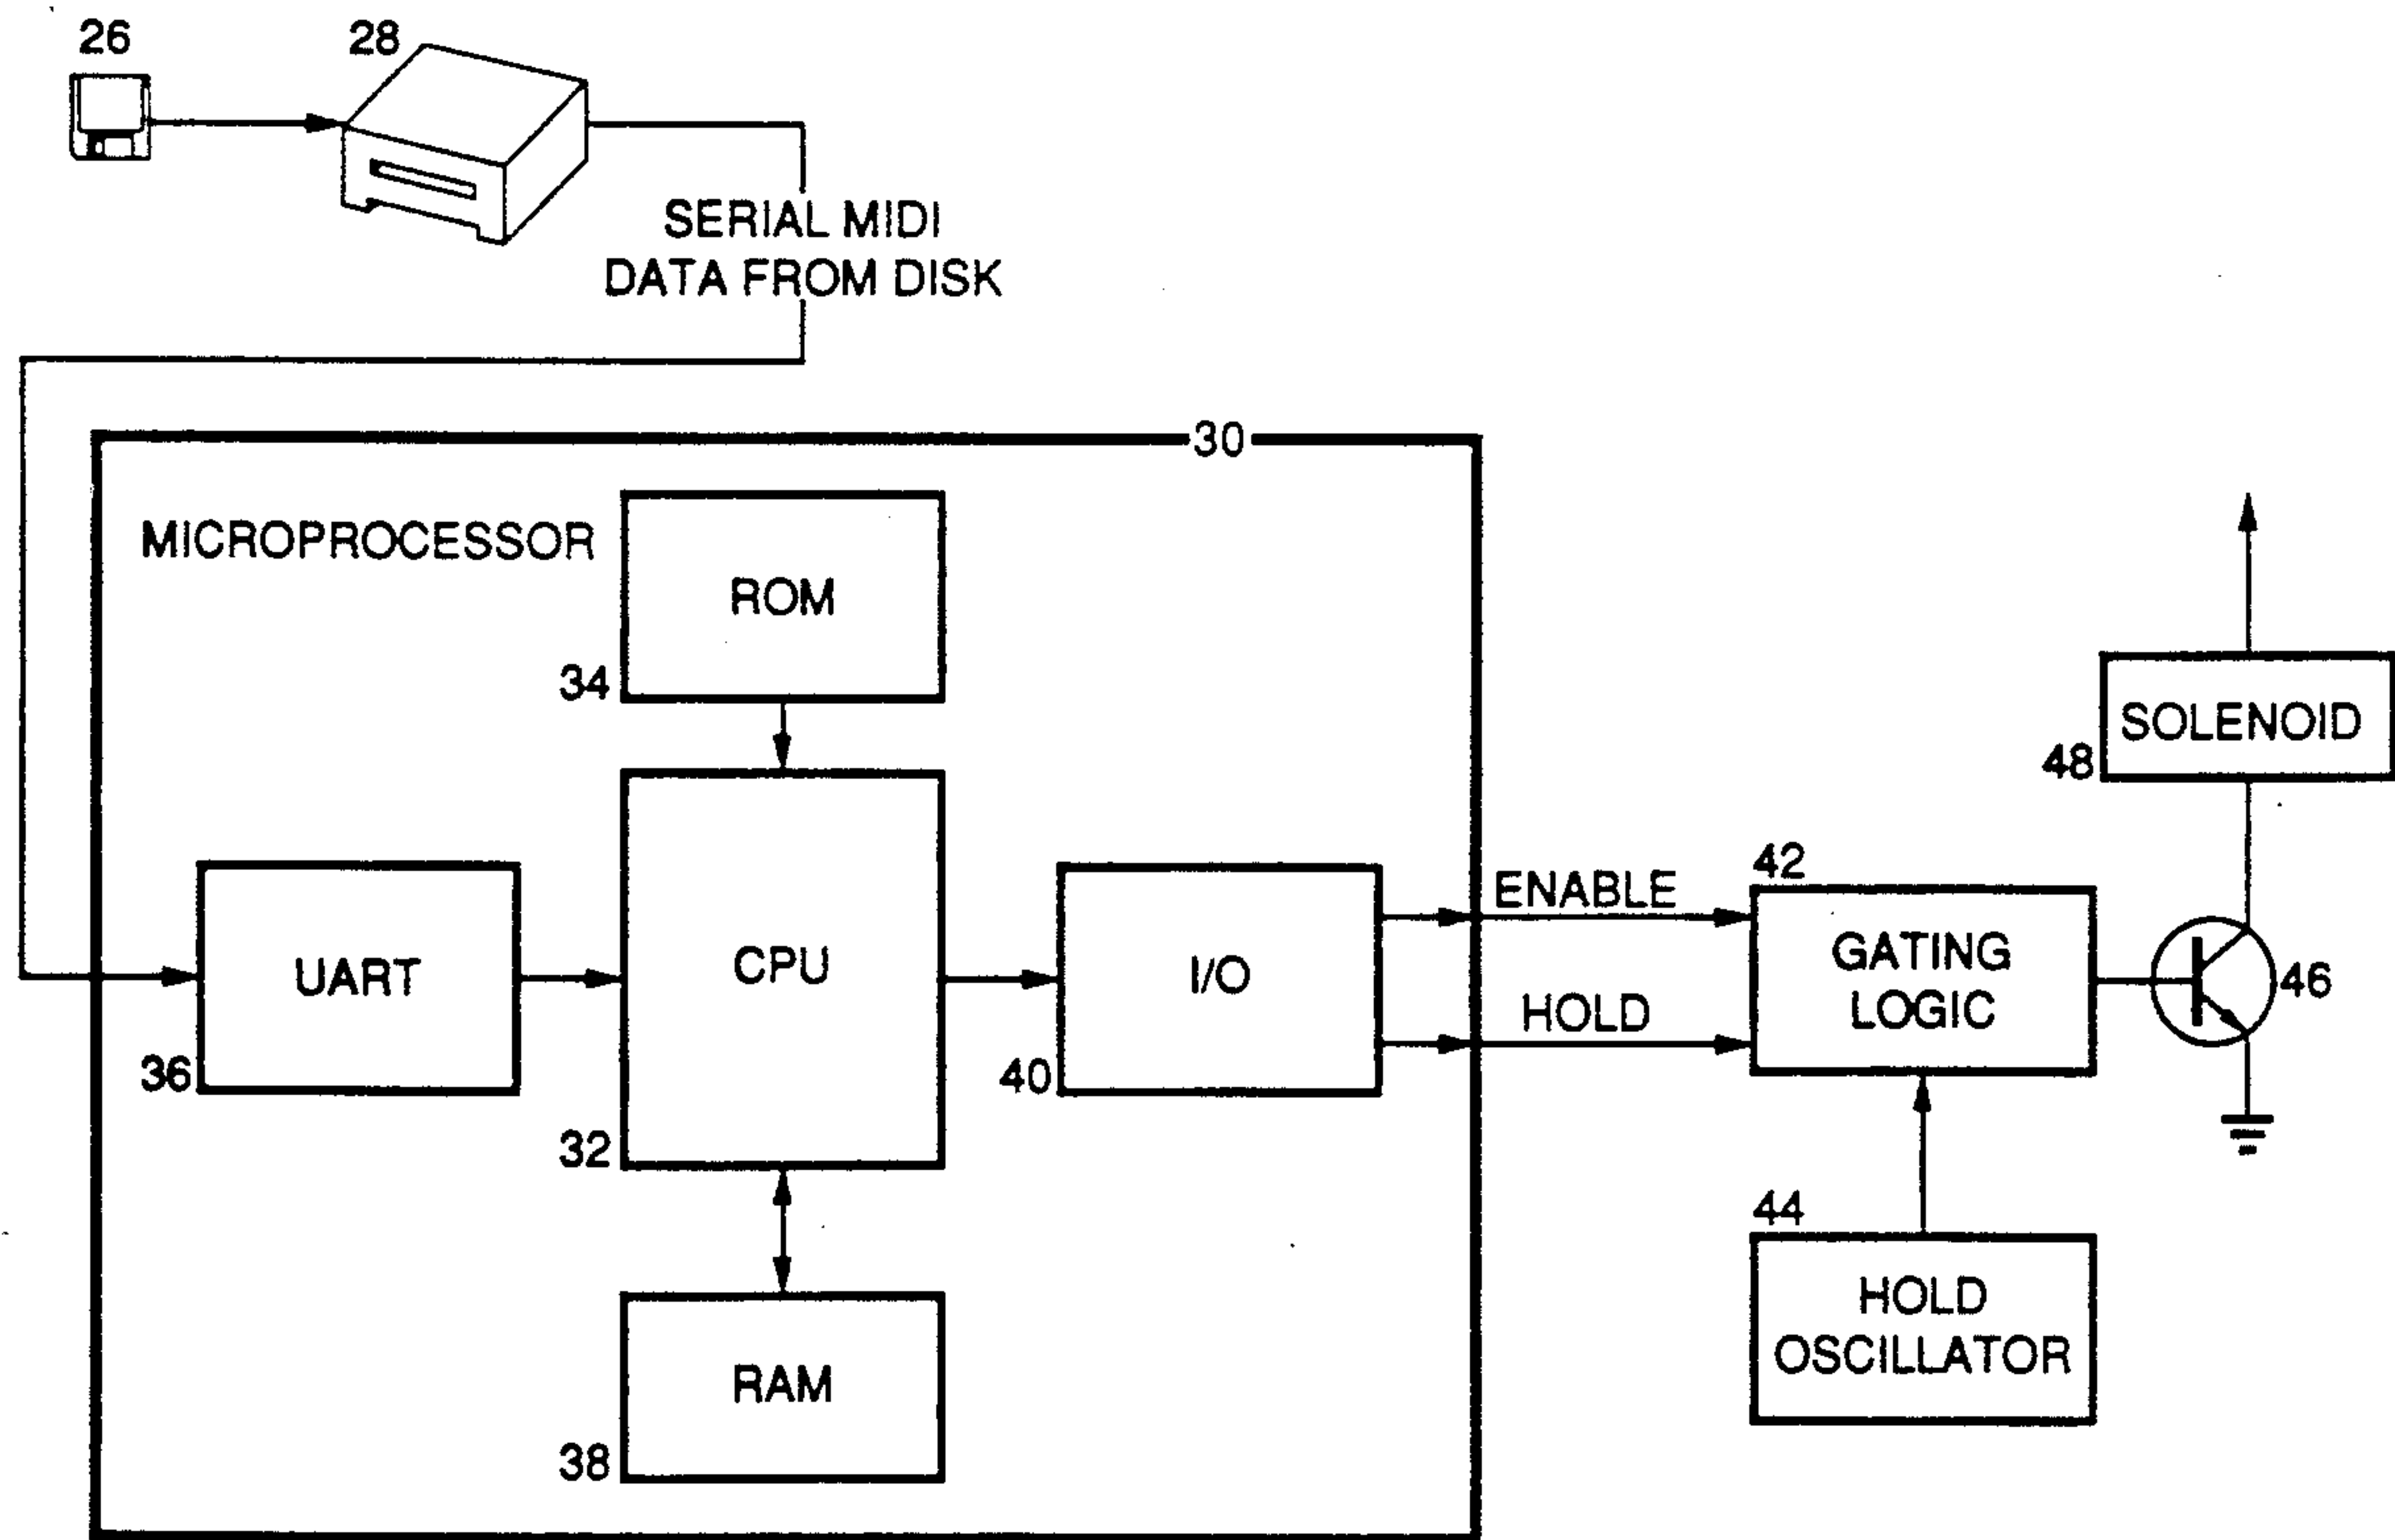 26
28
SERIAL MIDI
DATA FROM DISK
30
MICROPROCESSOR
ROM
34
SOLENOID
48
UART
36
CPU
32
I/O
40
ENABLE
HOLD
42
GATING
LOGIC
46
44
HOLD
OSCILLATOR
RAM
38